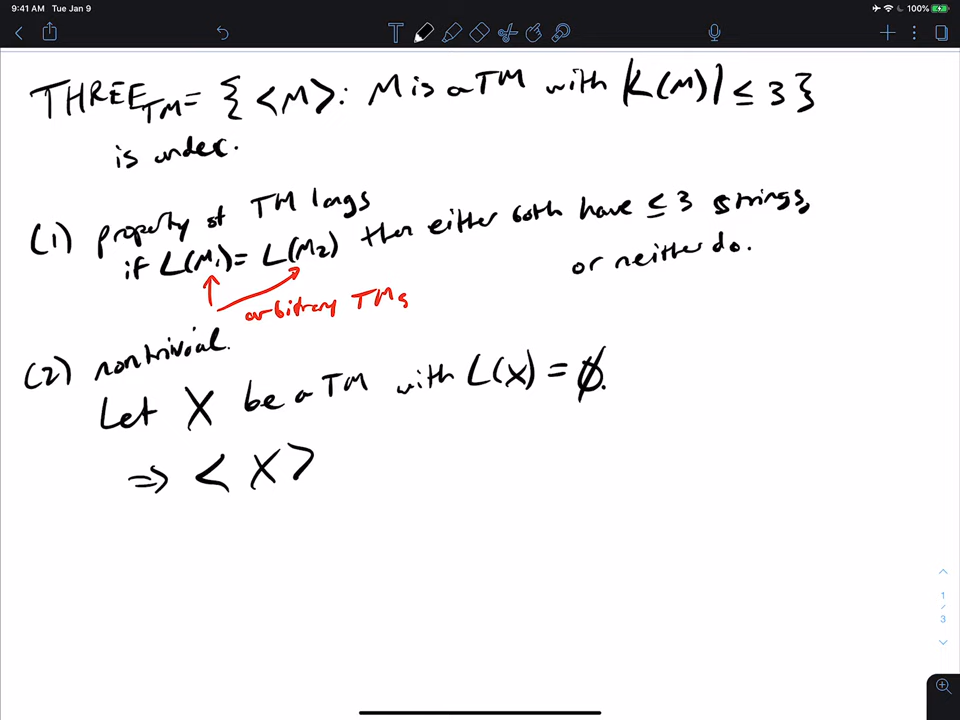 9:41 AM Tue Jan 9
100%
THREE_TM = { <M> : M is a TM with |L(M)| ≤ 3 }
is undec.
(1) property of TM langs
if L(M₁) = L(M₂) then either both have ≤ 3 strings,
or neither do.
arbitrary TMs
(2) nontrivial.
Let X be a TM with L(X) = ∅.
⇒ < X >
1
/
3